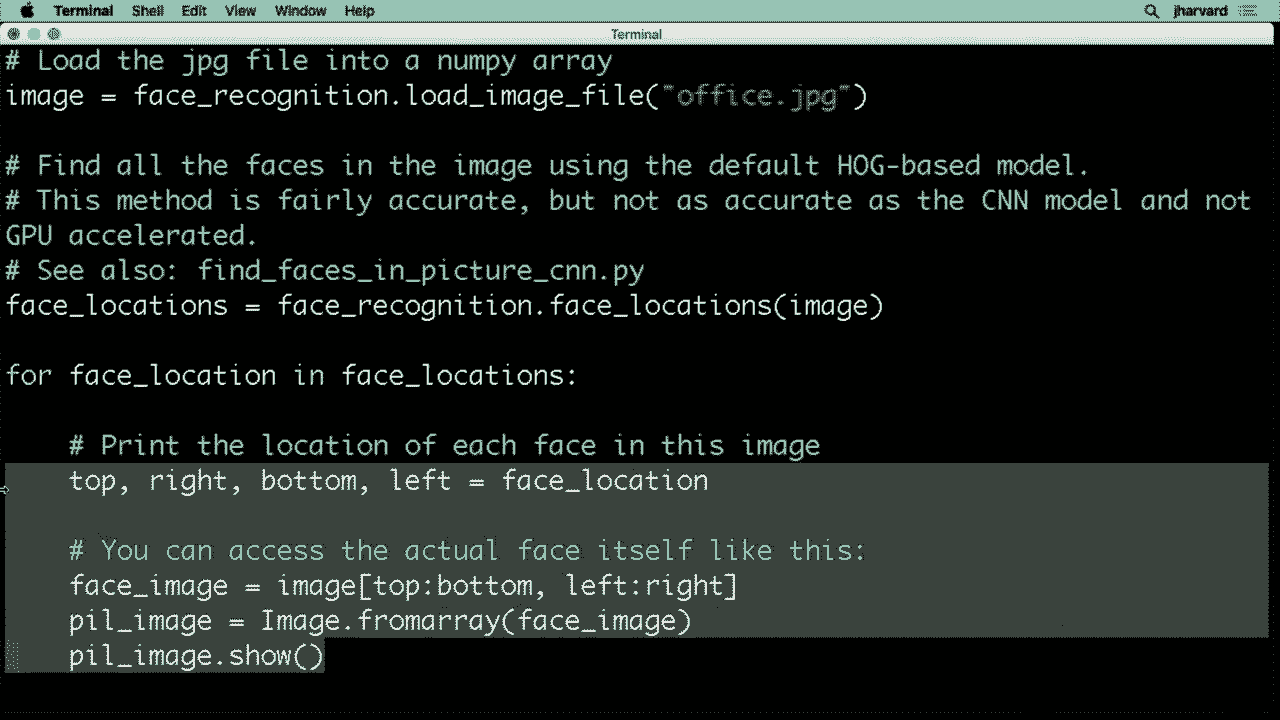 Terminal Shell Edit View Window Help jharvard
Terminal
# Load the jpg file into a numpy array
image = face_recognition.load_image_file("office.jpg")
# Find all the faces in the image using the default HOG-based model.
# This method is fairly accurate, but not as accurate as the CNN model and not
GPU accelerated.
# See also: find_faces_in_picture_cnn.py
face_locations = face_recognition.face_locations(image)
for face_location in face_locations:
    # Print the location of each face in this image
    top, right, bottom, left = face_location
    # You can access the actual face itself like this:
    face_image = image[top:bottom, left:right]
    pil_image = Image.fromarray(face_image)
    pil_image.show()